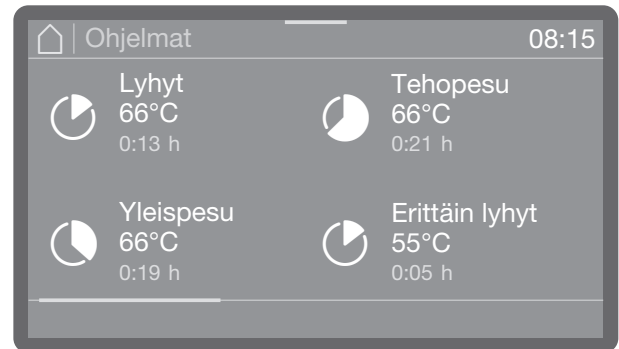 Ohjelmat 08:15
Lyhyt
66°C
0:13 h
Tehopesu
66°C
0:21 h
Yleispesu
66°C
0:19 h
Erittäin lyhyt
55°C
0:05 h